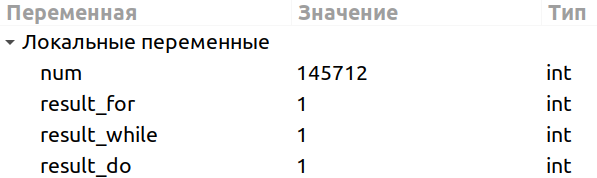 Переменная Значение Тип
Локальные переменные
num 145712 int
result_for 1 int
result_while 1 int
result_do 1 int